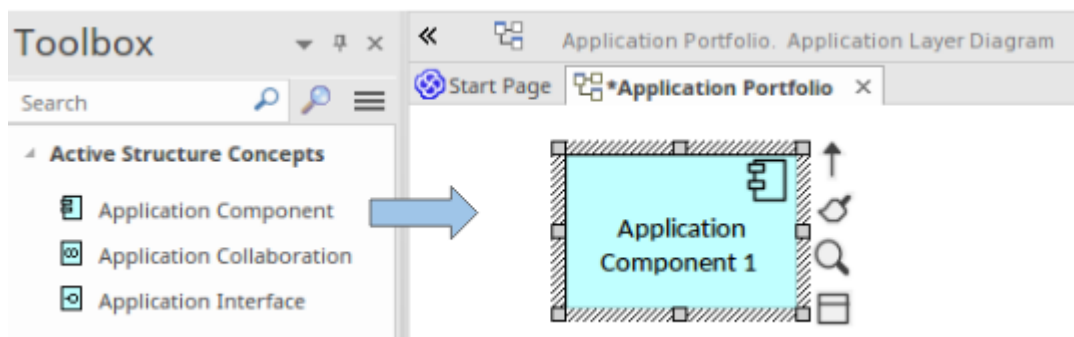 Toolbox
Search
Active Structure Concepts
Application Component
Application Collaboration
Application Interface
« Application Portfolio. Application Layer Diagram
Start Page *Application Portfolio ×
Application
Component 1